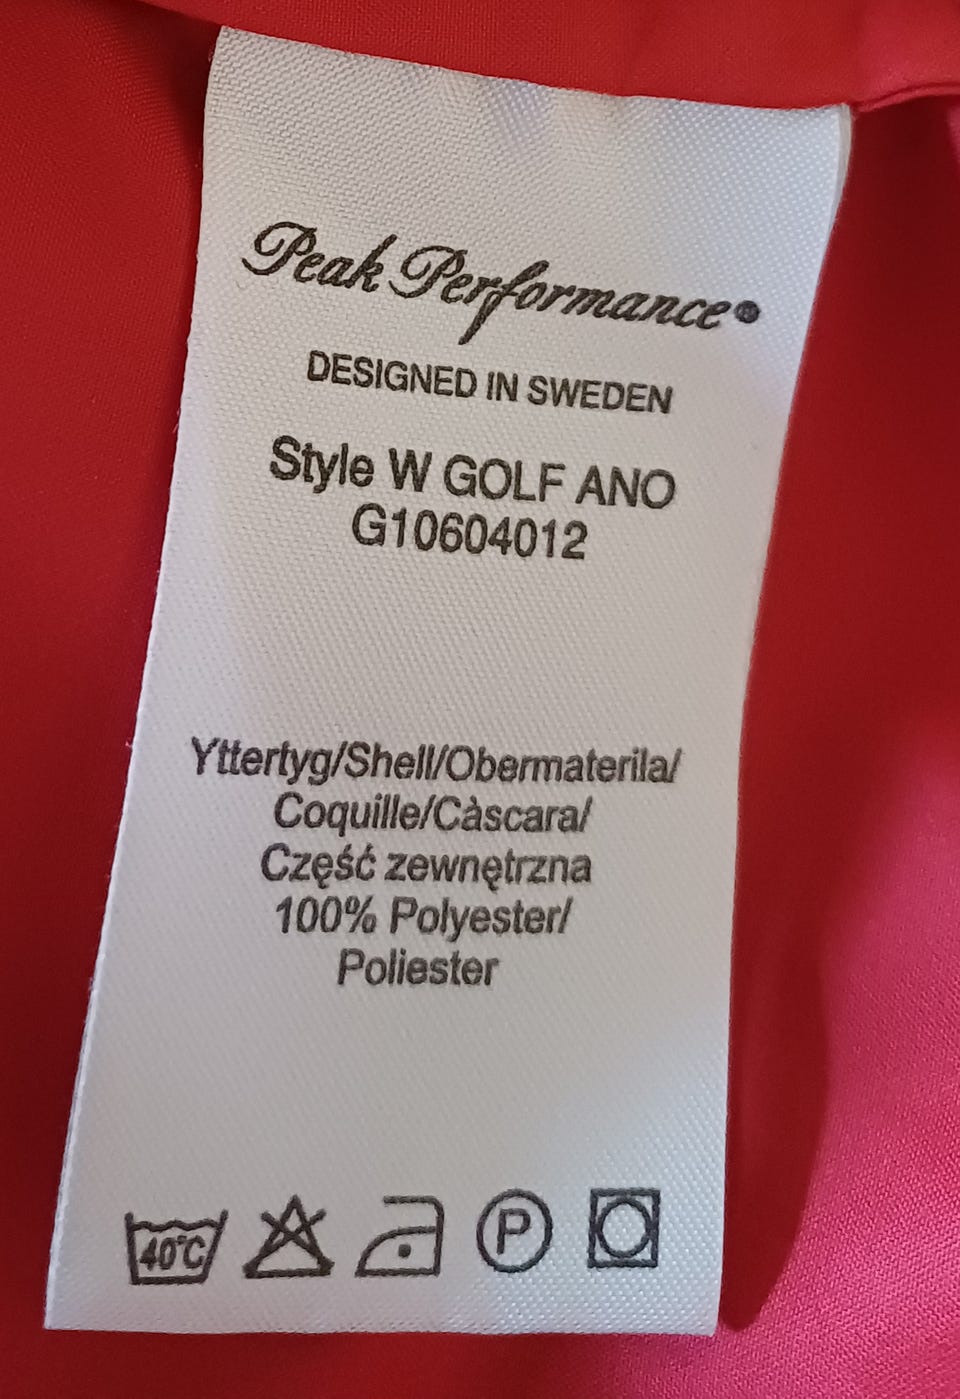 Peak Performance®
DESIGNED IN SWEDEN
Style W GOLF ANO
G10604012
Yttertyg/Shell/Obermaterila/
Coquille/Càscara/
Część zewnętrzna
100% Polyester/
Poliester
40°C P